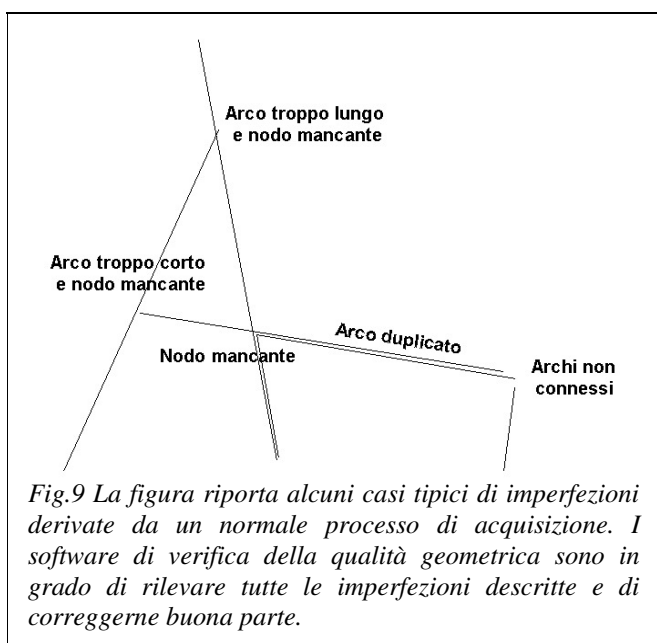 Arco troppo lungo
e nodo mancante
Arco troppo corto
e nodo mancante
Arco duplicato
Nodo mancante
Archi non
connessi
Fig.9 La figura riporta alcuni casi tipici di imperfezioni
derivate da un normale processo di acquisizione. I
software di verifica della qualità geometrica sono in
grado di rilevare tutte le imperfezioni descritte e di
correggerne buona parte.